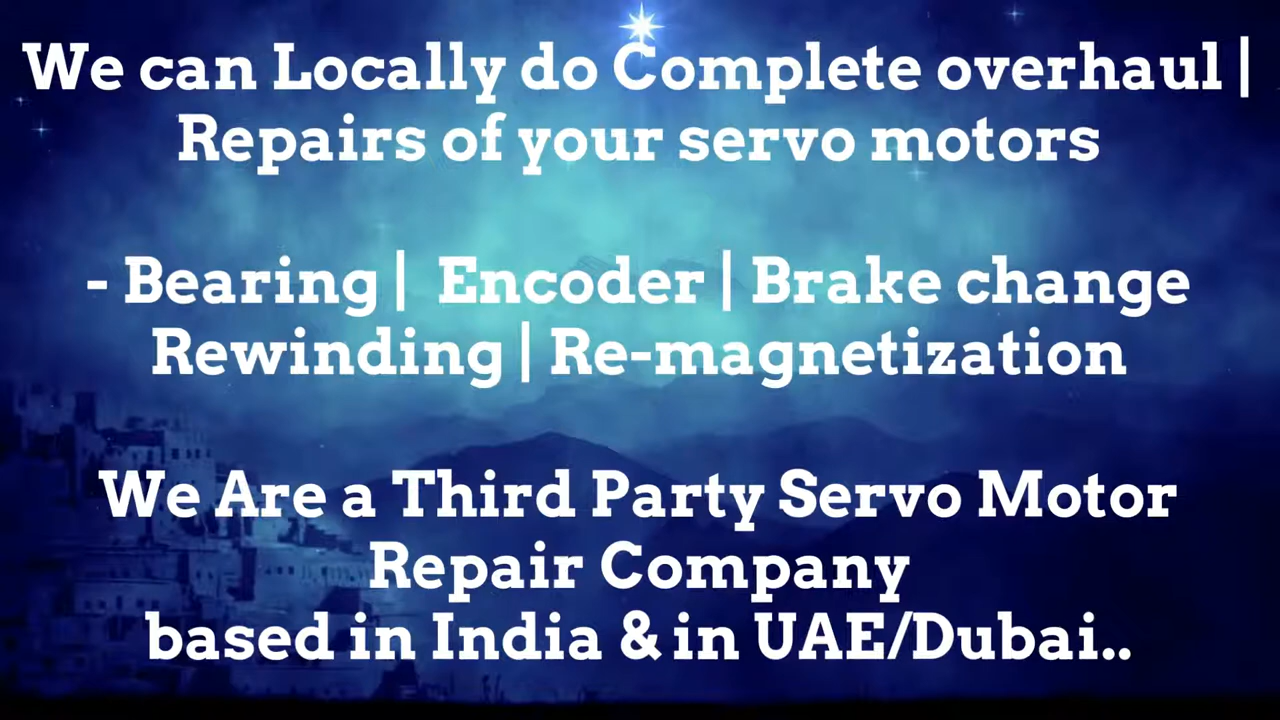 We can Locally do Complete overhaul |
Repairs of your servo motors
- Bearing | Encoder | Brake change
Rewinding | Re-magnetization
We Are a Third Party Servo Motor
Repair Company
based in India & in UAE/Dubai..